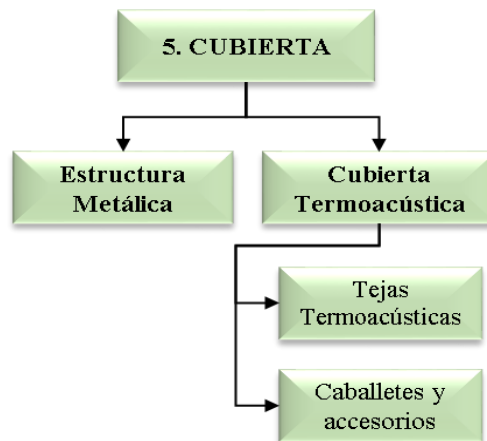 5. CUBIERTA
Estructura
Metálica
Cubierta
Termoacústica
Tejas
Termoacústicas
Caballetes y
accesorios